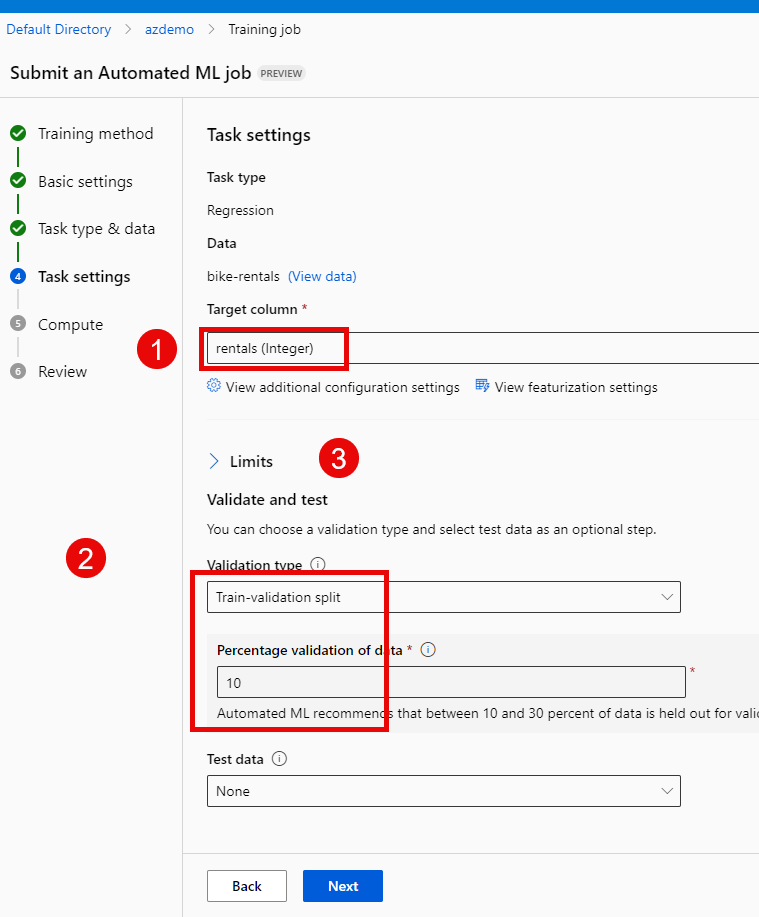 Default Directory > azdemo > Training job
Submit an Automated ML job PREVIEW
Training method
Basic settings
Task type & data
4 Task settings
5 Compute
6 Review
Task settings
Task type
Regression
Data
bike-rentals (View data)
Target column *
1
rentals (Integer)
View additional configuration settings View featurization settings
Limits
3
Validate and test
You can choose a validation type and select test data as an optional step.
2
Validation type
Train-validation split
Percentage validation of data *
10 *
Automated ML recommends that between 10 and 30 percent of data is held out for valid
Test data
None
Back Next